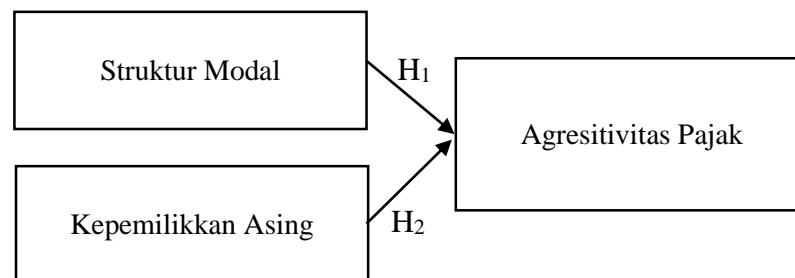 Struktur Modal
H1
Agresitivitas Pajak
Kepemilikkan Asing
H2